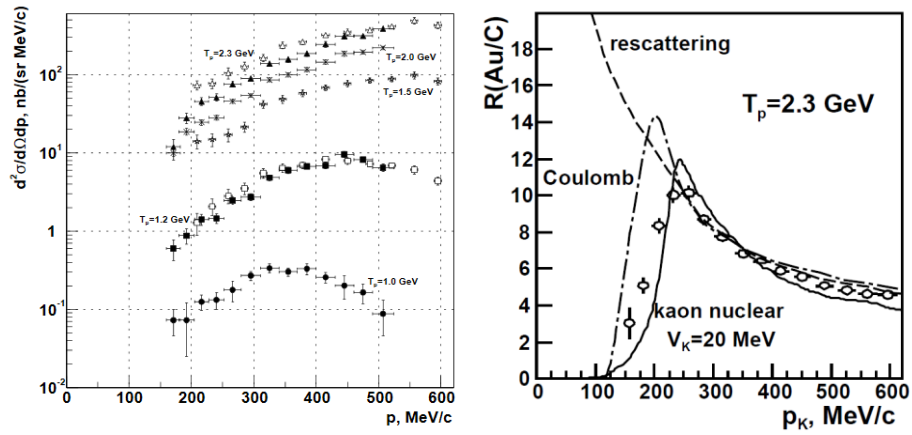 d²σ/dΩdp, nb/(sr MeV/c)
10²
10
1
10⁻¹
10⁻²
Tₚ=2.3 GeV
Tₚ=2.0 GeV
Tₚ=1.5 GeV
Tₚ=1.2 GeV
Tₚ=1.0 GeV
0 100 200 300 400 500 600
p, MeV/c
R(Au/C)
18
16
14
12
10
8
6
4
2
0
rescattering
Tₚ=2.3 GeV
Coulomb
kaon nuclear
V_K=20 MeV
0 100 200 300 400 500 600
p_K, MeV/c